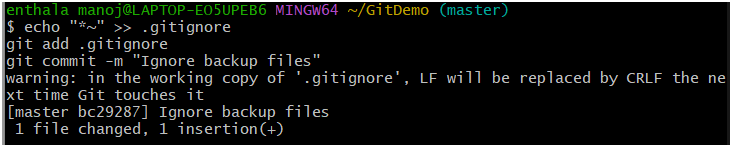 enthala manoj@LAPTOP-EO5UPEB6 MINGW64 ~/GitDemo (master)
$ echo "*~" >> .gitignore
git add .gitignore
git commit -m "Ignore backup files"
warning: in the working copy of '.gitignore', LF will be replaced by CRLF the ne
xt time Git touches it
[master bc29287] Ignore backup files
 1 file changed, 1 insertion(+)